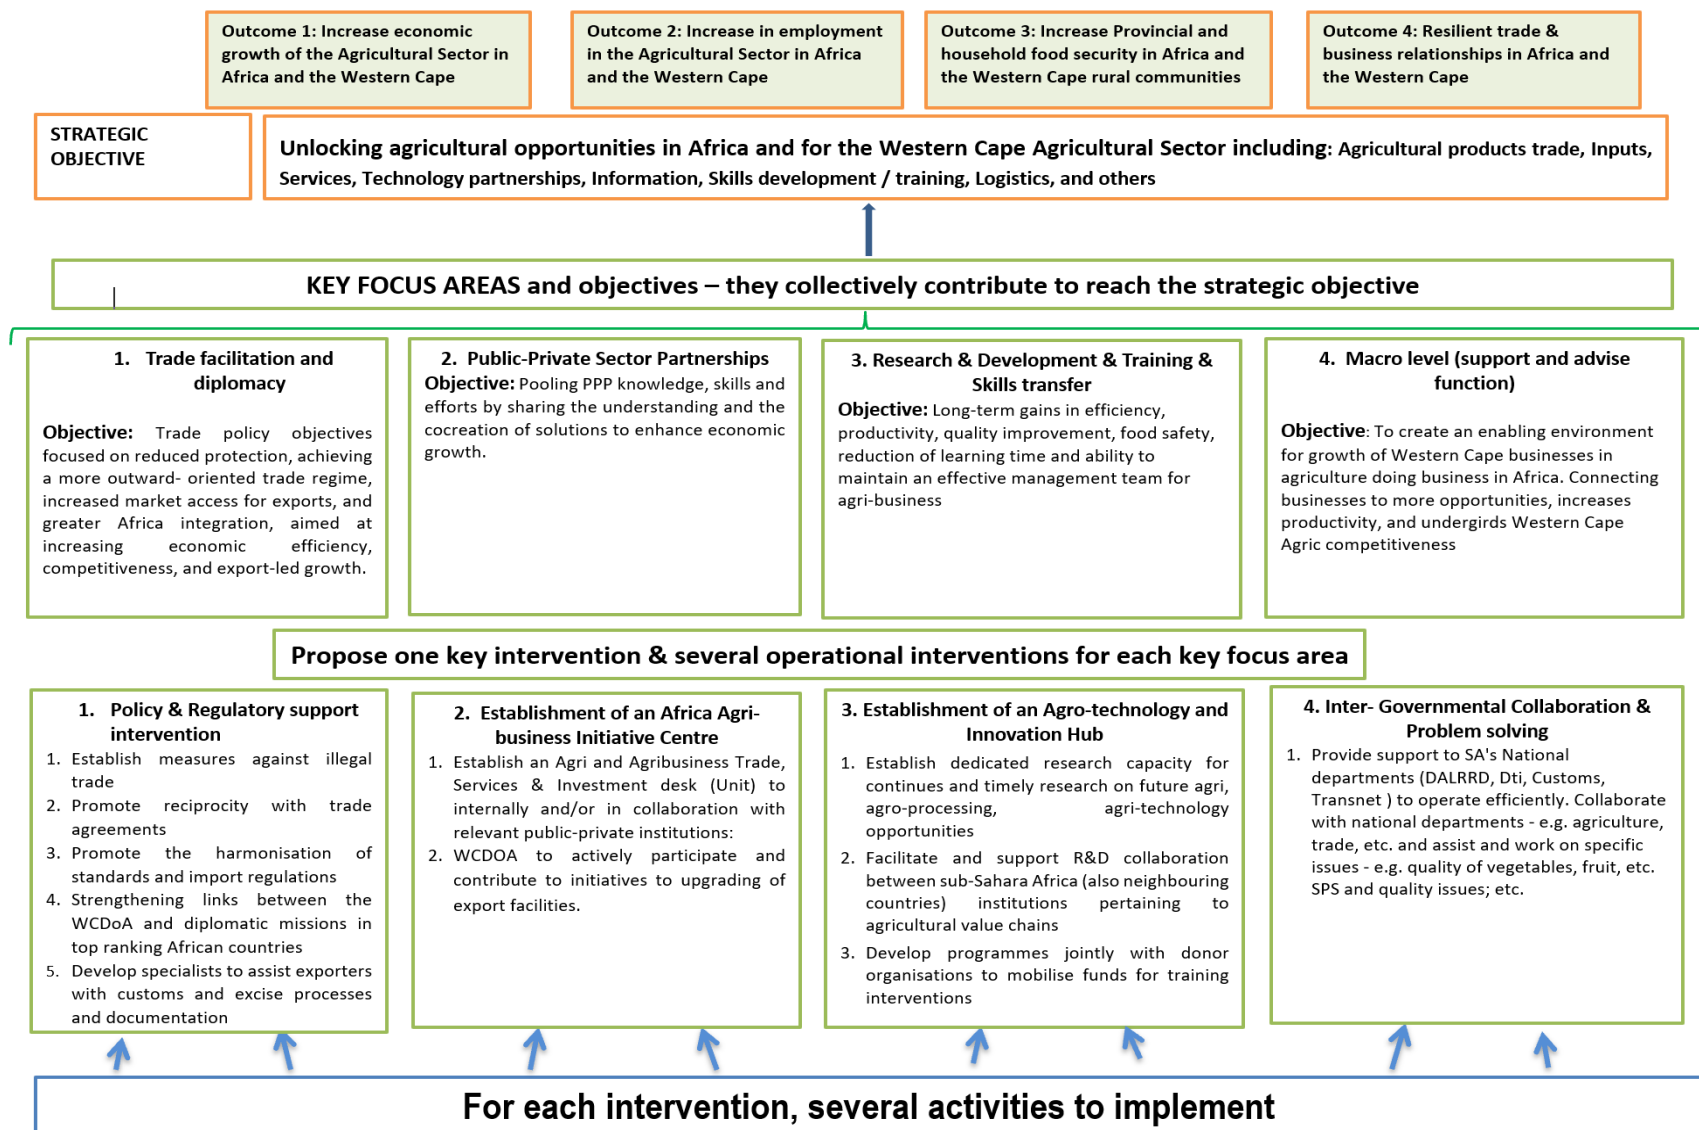 Outcome 1: Increase economic
growth of the Agricultural Sector in
Africa and the Western Cape
Outcome 2: Increase in employment
in the Agricultural Sector in Africa
and the Western Cape
Outcome 3: Increase Provincial and
household food security in Africa and
the Western Cape rural communities
Outcome 4: Resilient trade &
business relationships in Africa and
the Western Cape
STRATEGIC
OBJECTIVE
Unlocking agricultural opportunities in Africa and for the Western Cape Agricultural Sector including: Agricultural products trade, Inputs,
Services, Technology partnerships, Information, Skills development / training, Logistics, and others
KEY FOCUS AREAS and objectives – they collectively contribute to reach the strategic objective
1. Trade facilitation and
diplomacy
Objective: Trade policy objectives
focused on reduced protection, achieving
a more outward- oriented trade regime,
increased market access for exports, and
greater Africa integration, aimed at
increasing economic efficiency,
competitiveness, and export-led growth.
2. Public-Private Sector Partnerships
Objective: Pooling PPP knowledge, skills and
efforts by sharing the understanding and the
cocreation of solutions to enhance economic
growth.
3. Research & Development & Training &
Skills transfer
Objective: Long-term gains in efficiency,
productivity, quality improvement, food safety,
reduction of learning time and ability to
maintain an effective management team for
agri-business
4. Macro level (support and advise
function)
Objective: To create an enabling environment
for growth of Western Cape businesses in
agriculture doing business in Africa. Connecting
businesses to more opportunities, increases
productivity, and undergirds Western Cape
Agric competitiveness
Propose one key intervention & several operational interventions for each key focus area
1. Policy & Regulatory support
intervention
1. Establish measures against illegal
trade
2. Promote reciprocity with trade
agreements
3. Promote the harmonisation of
standards and import regulations
4. Strengthening links between the
WCDoA and diplomatic missions in
top ranking African countries
5. Develop specialists to assist exporters
with customs and excise processes
and documentation
2. Establishment of an Africa Agri-
business Initiative Centre
1. Establish an Agri and Agribusiness Trade,
Services & Investment desk (Unit) to
internally and/or in collaboration with
relevant public-private institutions:
2. WCDOA to actively participate and
contribute to initiatives to upgrading of
export facilities.
3. Establishment of an Agro-technology and
Innovation Hub
1. Establish dedicated research capacity for
continues and timely research on future agri,
agro-processing, agri-technology
opportunities
2. Facilitate and support R&D collaboration
between sub-Sahara Africa (also neighbouring
countries) institutions pertaining to
agricultural value chains
3. Develop programmes jointly with donor
organisations to mobilise funds for training
interventions
4. Inter- Governmental Collaboration &
Problem solving
1. Provide support to SA's National
departments (DALRRD, Dti, Customs,
Transnet ) to operate efficiently. Collaborate
with national departments - e.g. agriculture,
trade, etc. and assist and work on specific
issues - e.g. quality of vegetables, fruit, etc.
SPS and quality issues; etc.
For each intervention, several activities to implement